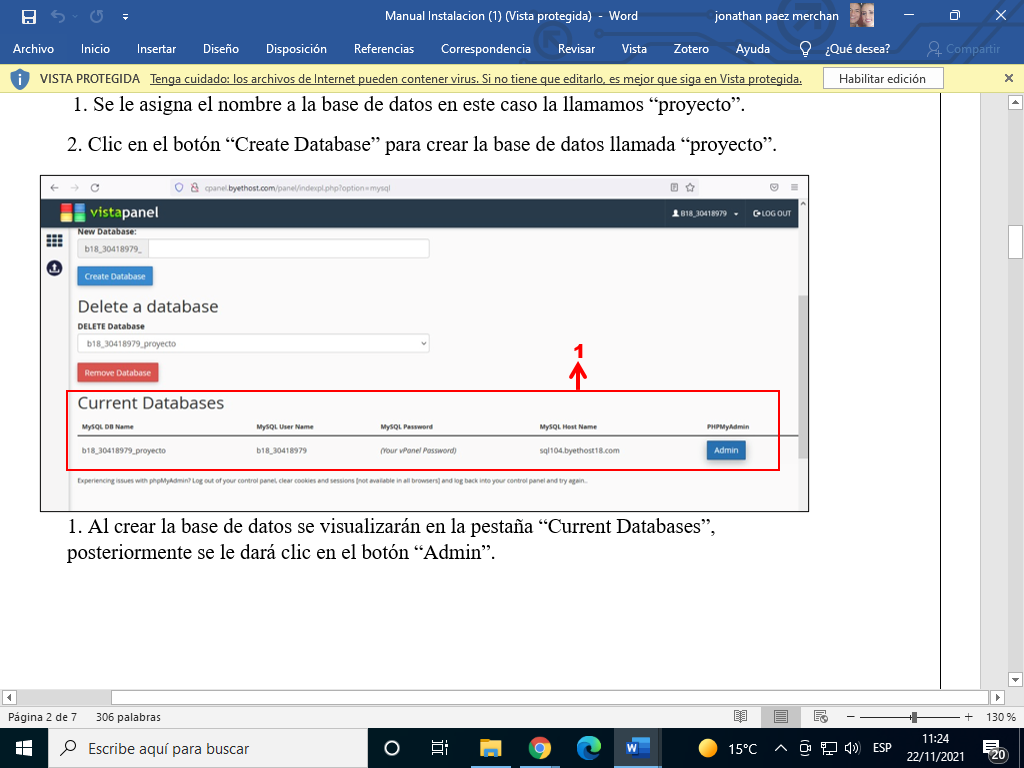 Manual Instalacion (1) (Vista protegida) - Word
jonathan paez merchan
Archivo Inicio Insertar Diseño Disposición Referencias Correspondencia Revisar Vista Zotero Ayuda ¿Qué desea? Compartir
VISTA PROTEGIDA Tenga cuidado: los archivos de Internet pueden contener virus. Si no tiene que editarlo, es mejor que siga en Vista protegida. Habilitar edición
1. Se le asigna el nombre a la base de datos en este caso la llamamos “proyecto”.
2. Clic en el botón “Create Database” para crear la base de datos llamada “proyecto”.
cpanel.byethost.com/panel/indexpl.php?option=mysql
vistapanel
B18_30418979 LOG OUT
New Database:
b18_30418979_
Create Database
Delete a database
DELETE Database
b18_30418979_proyecto
Remove Database
1
Current Databases
MySQL DB Name MySQL User Name MySQL Password MySQL Host Name PHPMyAdmin
b18_30418979_proyecto b18_30418979 (Your vPanel Password) sql104.byethost18.com Admin
Experiencing issues with phpMyAdmin? Log out of your control panel, clear cookies and sessions [not available in all browsers] and log back into your control panel and try again..
1. Al crear la base de datos se visualizarán en la pestaña “Current Databases”,
posteriormente se le dará clic en el botón “Admin”.
Página 2 de 7 306 palabras 130 %
Escribe aquí para buscar
15°C
ESP
11:24
22/11/2021
20